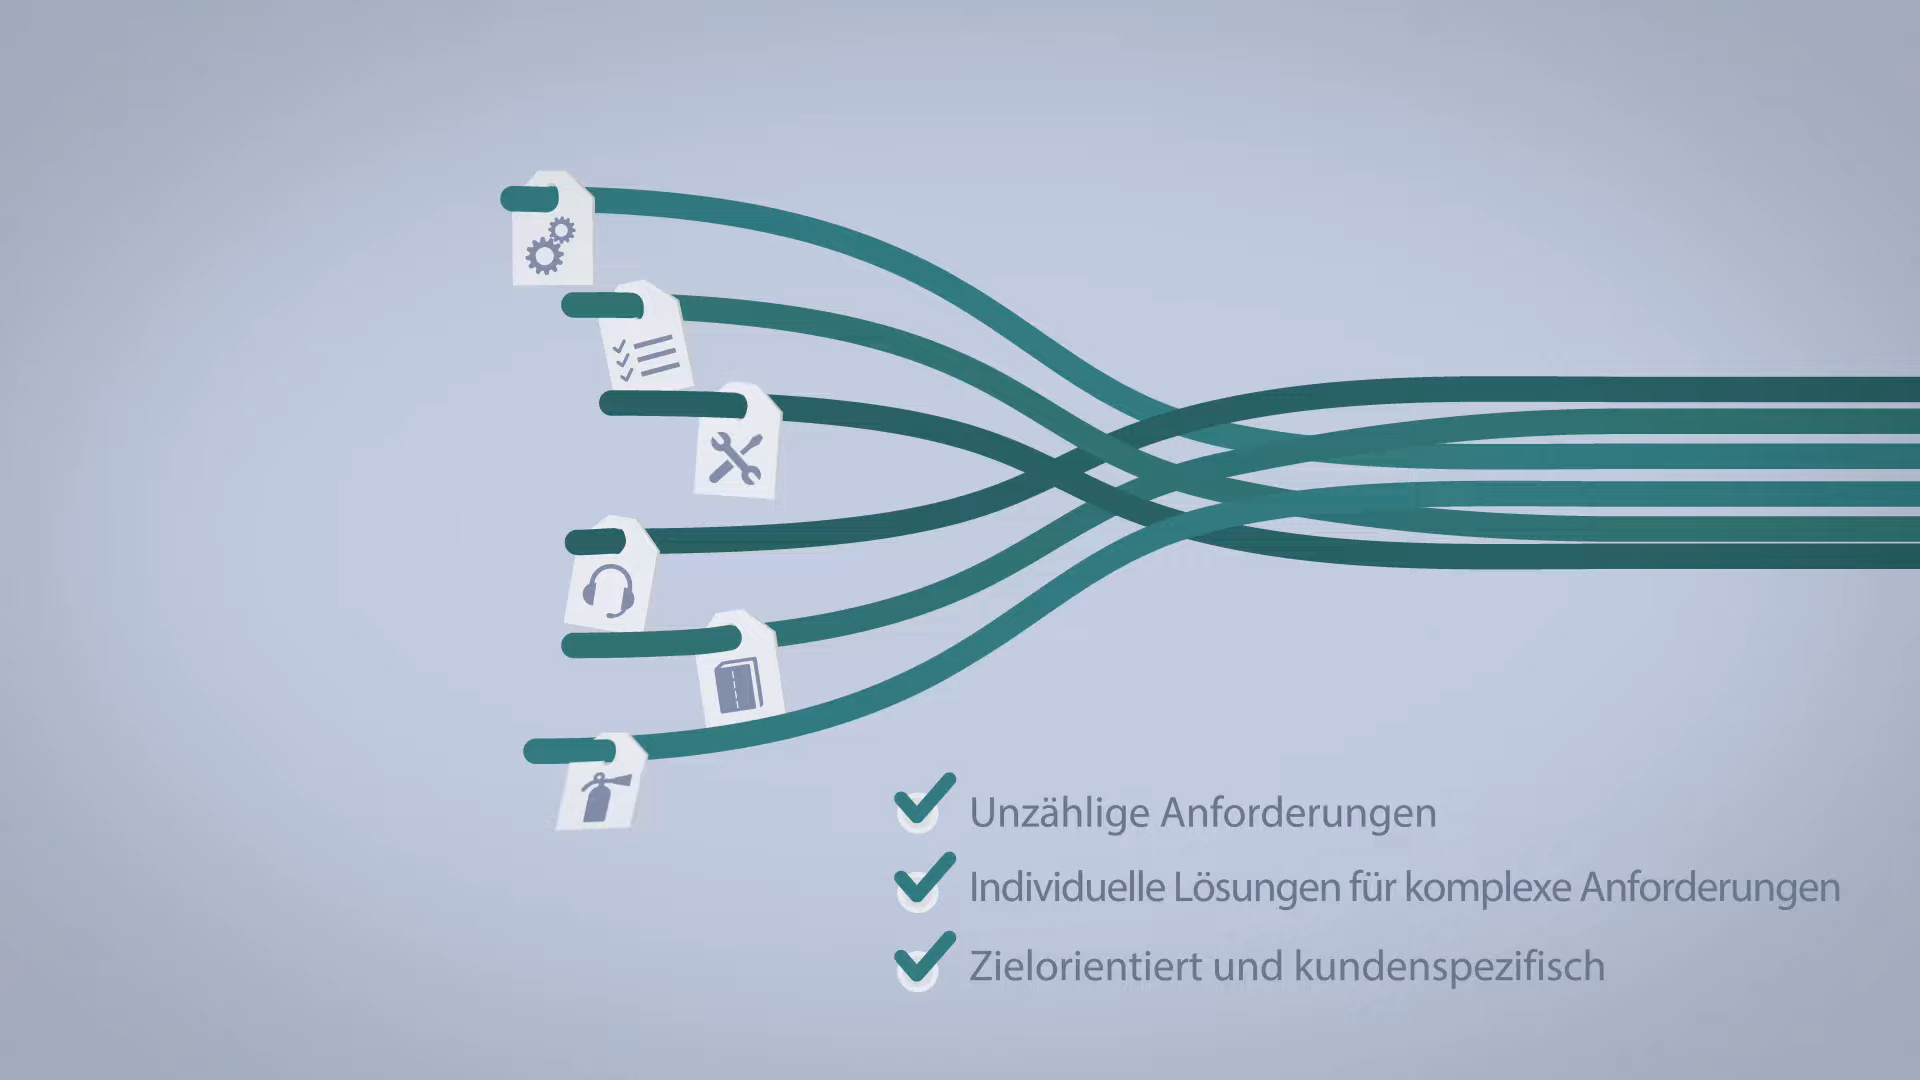 Unzählige Anforderungen
Individuelle Lösungen für komplexe Anforderungen
Zielorientiert und kundenspezifisch